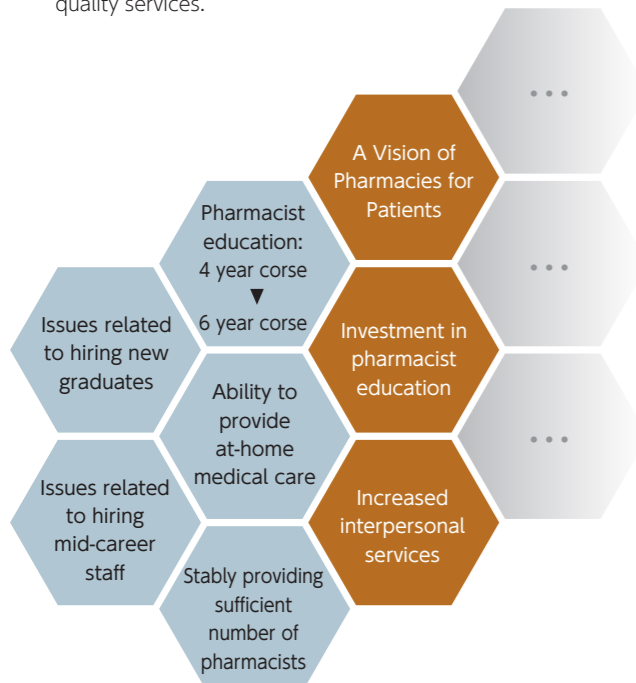 quality services.
...
A Vision of
Pharmacies for
Patients
Pharmacist
education:
4 year corse
▼
6 year corse
...
Issues related
to hiring new
graduates
Investment in
pharmacist
education
Ability to
provide
at-home
medical care
...
Issues related
to hiring
mid-career
staff
Increased
interpersonal
services
Stably providing
sufficient
number of
pharmacists